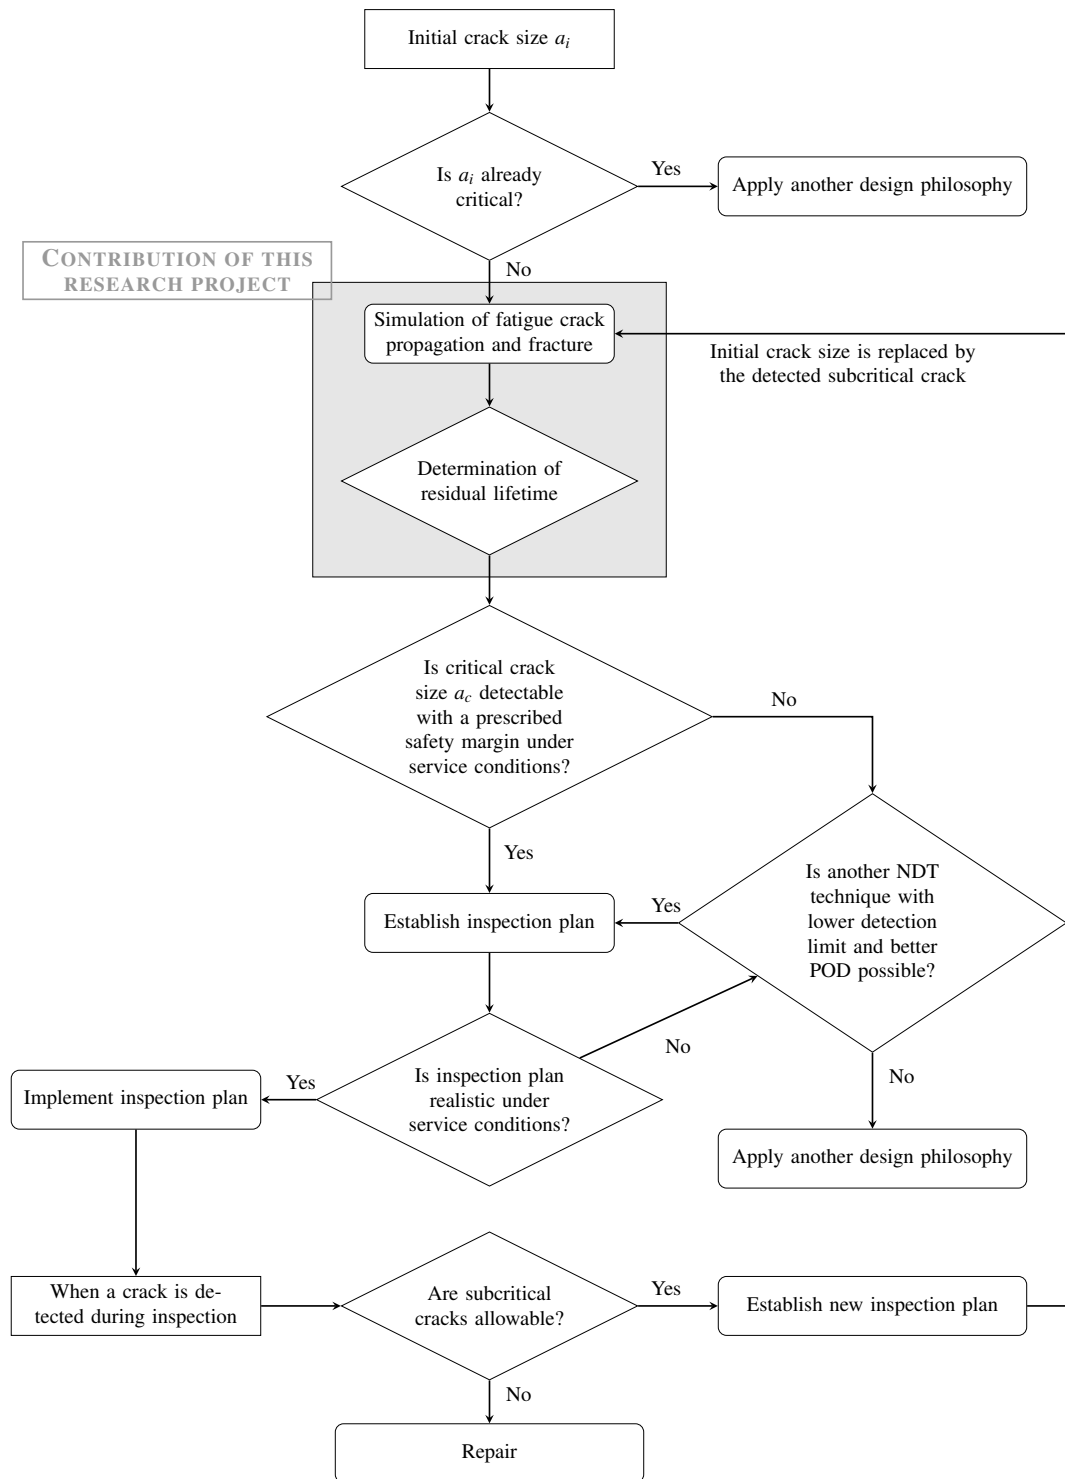 Initial crack size a_i
Is a_i already
critical?
Yes
Apply another design philosophy
No
CONTRIBUTION OF THIS
RESEARCH PROJECT
Simulation of fatigue crack
propagation and fracture
Initial crack size is replaced by
the detected subcritical crack
Determination of
residual lifetime
Is critical crack
size a_c detectable
with a prescribed
safety margin under
service conditions?
No
Yes
Is another NDT
technique with
lower detection
limit and better
POD possible?
Yes
Establish inspection plan
No
Is inspection plan
realistic under
service conditions?
Yes
Implement inspection plan
No
Apply another design philosophy
When a crack is de-
tected during inspection
Are subcritical
cracks allowable?
Yes
Establish new inspection plan
No
Repair